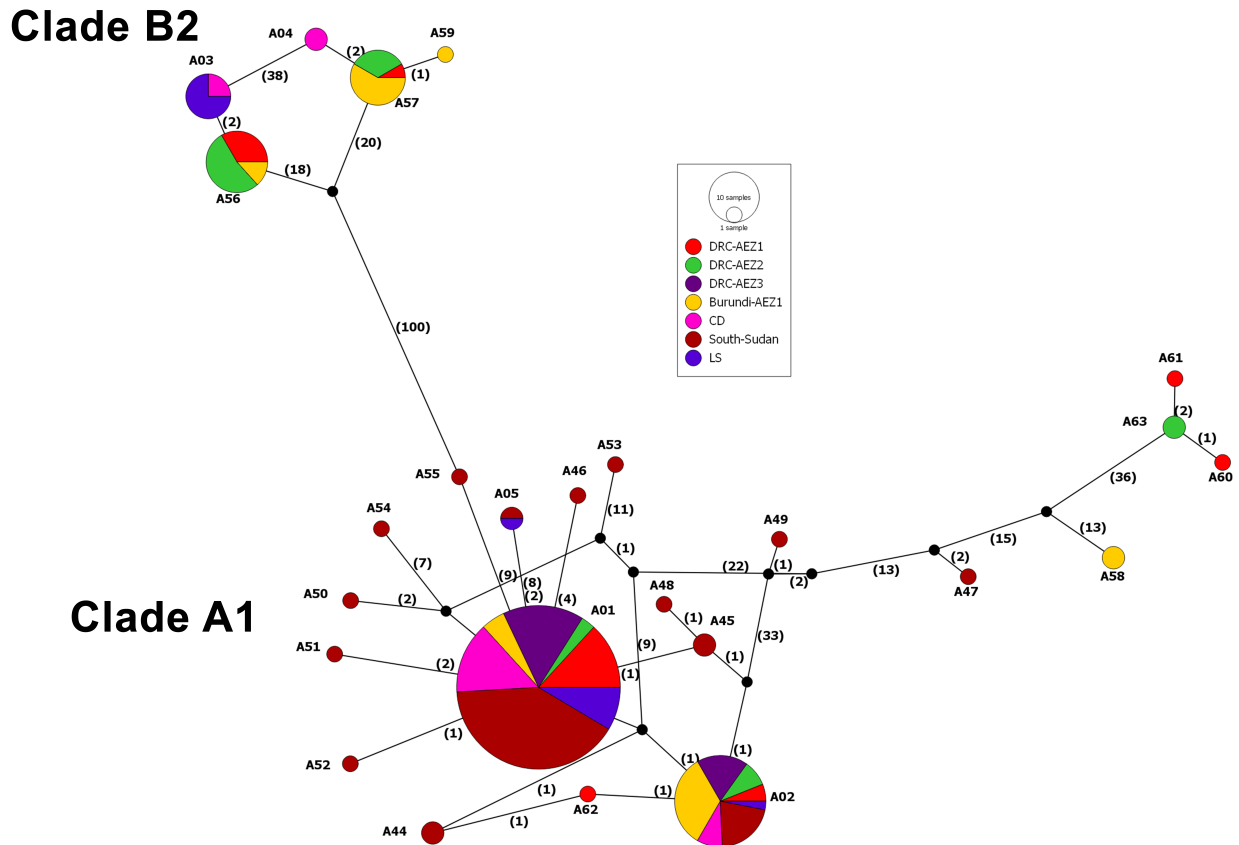 Clade B2
A04
A59
A03
(2)
(38)
(1)
A57
(2)
(20)
(18)
A56
10 samples
1 sample
DRC-AEZ1
DRC-AEZ2
DRC-AEZ3
Burundi-AEZ1
CD
South-Sudan
LS
(100)
A61
(2)
A63
(1)
A60
A53
A46
A55
(36)
A05
A54
(11)
A49
(13)
(15)
(1)
(2)
A58
(7)
(9)
(8)
(22)
(1)
(2)
(13)
A47
A50
(2)
(2)
(4)
A48
Clade A1
A01
(1)
A45
(33)
A51
(9)
(2)
(1)
(1)
A52
(1)
(1)
(1)
(1)
(1)
A02
A62
A44
(1)